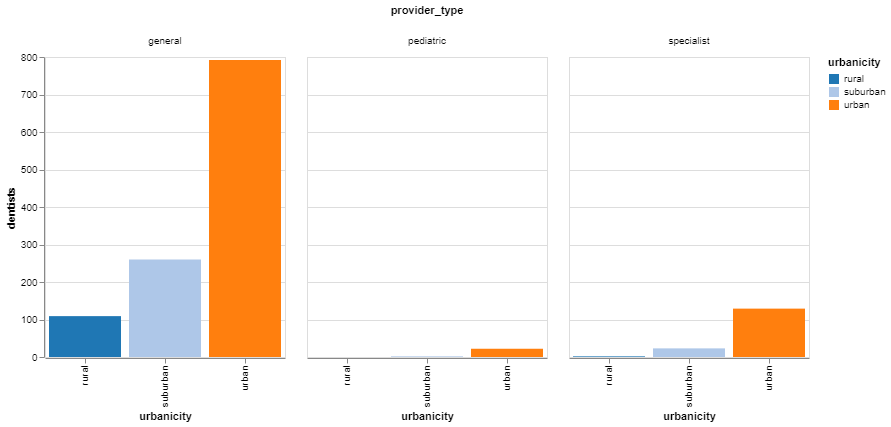 provider_type
general
pediatric
specialist
dentists
800
700
600
500
400
300
200
100
0
rural
suburban
urban
urbanicity
rural
suburban
urban
urbanicity
rural
suburban
urban
urbanicity
urbanicity
rural
suburban
urban